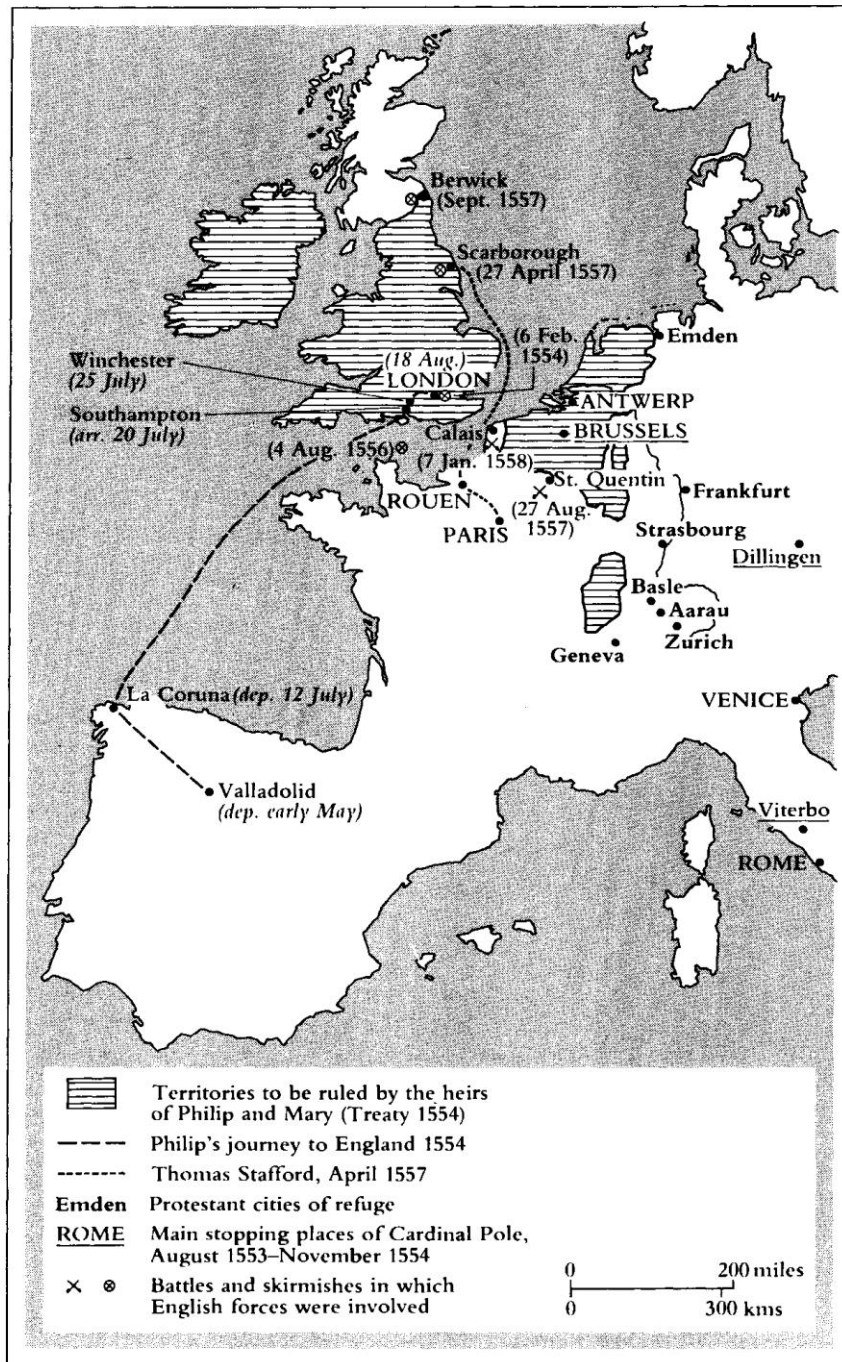 Berwick
(Sept. 1557)
Scarborough
(27 April 1557)
(6 Feb.
1554)
Winchester
(25 July)
(18 Aug.)
LONDON
Emden
Southampton
(arr. 20 July)
ANTWERP
Calais
BRUSSELS
(4 Aug. 1556)
(7 Jan. 1558)
St. Quentin
ROUEN
(27 Aug.
1557)
PARIS
Frankfurt
Strasbourg
Dillingen
Basle
Aarau
Zurich
Geneva
La Coruna (dep. 12 July)
VENICE
Valladolid
(dep. early May)
Viterbo
ROME
Territories to be ruled by the heirs
of Philip and Mary (Treaty 1554)
Philip's journey to England 1554
Thomas Stafford, April 1557
Emden Protestant cities of refuge
ROME Main stopping places of Cardinal Pole,
August 1553–November 1554
Battles and skirmishes in which
English forces were involved
0 200 miles
0 300 kms